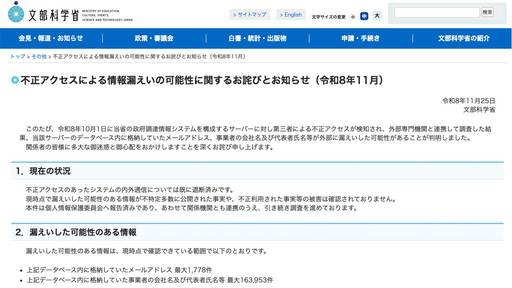 文部科学省
MINISTRY OF EDUCATION,
CULTURE, SPORTS,
SCIENCE AND TECHNOLOGY-JAPAN
サイトマップ
English
文字サイズの変更 小 中 大
会見・報道・お知らせ 政策・審議会 白書・統計・出版物 申請・手続き 文部科学省の紹介
トップ > その他 > 不正アクセスによる情報漏えいの可能性に関するお詫びとお知らせ（令和8年11月）
不正アクセスによる情報漏えいの可能性に関するお詫びとお知らせ（令和8年11月）
令和8年11月25日
文部科学省
このたび、令和8年10月1日に当省の政府調達情報システムを構成するサーバーに対し第三者による不正アクセスが検知され、外部専門機関と連携して調査した結
果、当該サーバーのデータベース内に格納していたメールアドレス、事業者の会社名及び代表者氏名等が外部に漏えいした可能性があることが判明しました。
関係者の皆様に多大な御迷惑と御心配をおかけしますことを深くお詫び申し上げます。
1．現在の状況
不正アクセスのあったシステムの内外通信については既に遮断済みです。
現時点で漏えいした可能性のある情報が不特定多数に公開された事実や、不正利用された事実等の被害は確認されておりません。
本件は個人情報保護委員会へ報告済みであり、あわせて関係機関とも連携のうえ、引き続き調査を進めております。
2．漏えいした可能性のある情報
漏えいした可能性のある情報は、現時点で確認できている範囲で以下のとおりです。
・上記データベース内に格納していたメールアドレス 最大1,778件
・上記データベース内に格納していた事業者の会社名及び代表者氏名等 最大163,953件